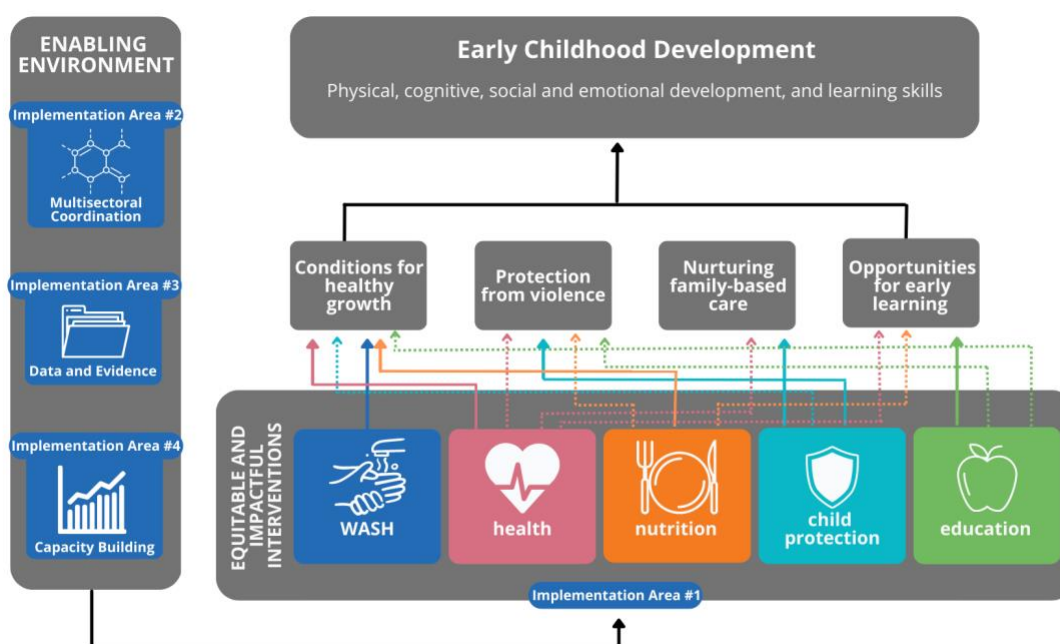 ENABLING
ENVIRONMENT
Implementation Area #2
Multisectoral
Coordination
Implementation Area #3
Data and Evidence
Implementation Area #4
Capacity Building
Early Childhood Development
Physical, cognitive, social and emotional development, and learning skills
Conditions for
healthy
growth
Protection
from violence
Nurturing
family-based
care
Opportunities
for early
learning
EQUITABLE AND
IMPACTFUL
INTERVENTIONS
WASH
health
nutrition
child
protection
education
Implementation Area #1